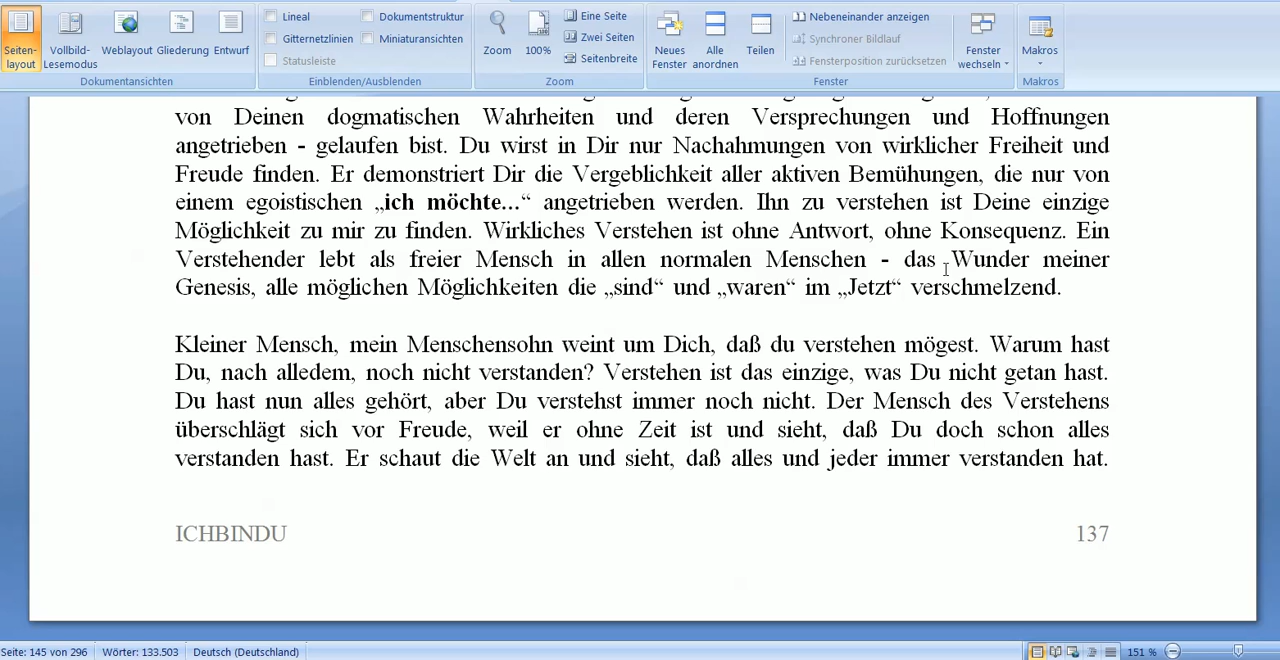 Seiten-layout
Vollbild-Lesemodus
Weblayout
Gliederung
Entwurf
Dokumentansichten
Lineal
Dokumentstruktur
Gitternetzlinien
Miniaturansichten
Statusleiste
Einblenden/Ausblenden
Zoom
100%
Eine Seite
Zwei Seiten
Seitenbreite
Zoom
Neues Fenster
Alle anordnen
Teilen
Nebeneinander anzeigen
Synchroner Bildlauf
Fensterposition zurücksetzen
Fenster wechseln
Fenster
Makros
Makros
von Deinen dogmatischen Wahrheiten und deren Versprechungen und Hoffnungen
angetrieben - gelaufen bist. Du wirst in Dir nur Nachahmungen von wirklicher Freiheit und
Freude finden. Er demonstriert Dir die Vergeblichkeit aller aktiven Bemühungen, die nur von
einem egoistischen „ich möchte...“ angetrieben werden. Ihn zu verstehen ist Deine einzige
Möglichkeit zu mir zu finden. Wirkliches Verstehen ist ohne Antwort, ohne Konsequenz. Ein
Verstehender lebt als freier Mensch in allen normalen Menschen - das Wunder meiner
Genesis, alle möglichen Möglichkeiten die „sind“ und „waren“ im „Jetzt“ verschmelzend.
Kleiner Mensch, mein Menschensohn weint um Dich, daß du verstehen mögest. Warum hast
Du, nach alledem, noch nicht verstanden? Verstehen ist das einzige, was Du nicht getan hast.
Du hast nun alles gehört, aber Du verstehst immer noch nicht. Der Mensch des Verstehens
überschlägt sich vor Freude, weil er ohne Zeit ist und sieht, daß Du doch schon alles
verstanden hast. Er schaut die Welt an und sieht, daß alles und jeder immer verstanden hat.
ICHBINDU 137
Seite: 145 von 296 Wörter: 133.503 Deutsch (Deutschland) 151 %